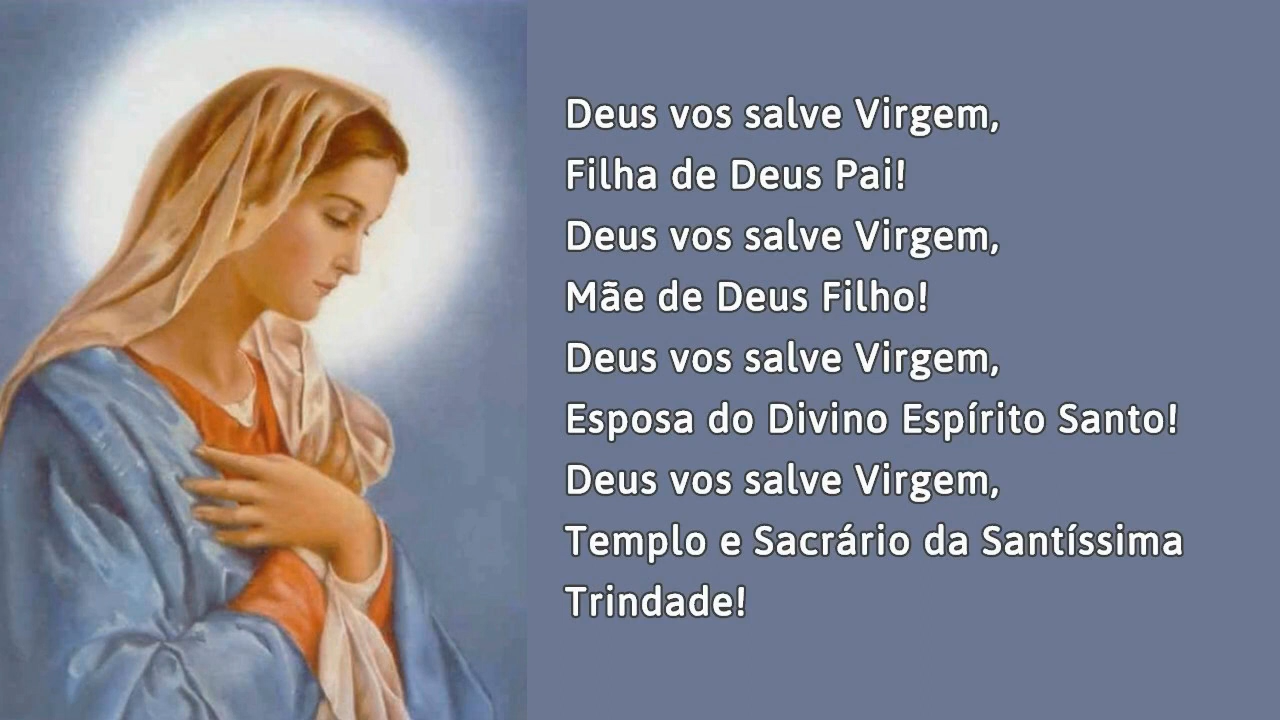 Deus vos salve Virgem,
Filha de Deus Pai!
Deus vos salve Virgem,
Mãe de Deus Filho!
Deus vos salve Virgem,
Esposa do Divino Espírito Santo!
Deus vos salve Virgem,
Templo e Sacrário da Santíssima
Trindade!